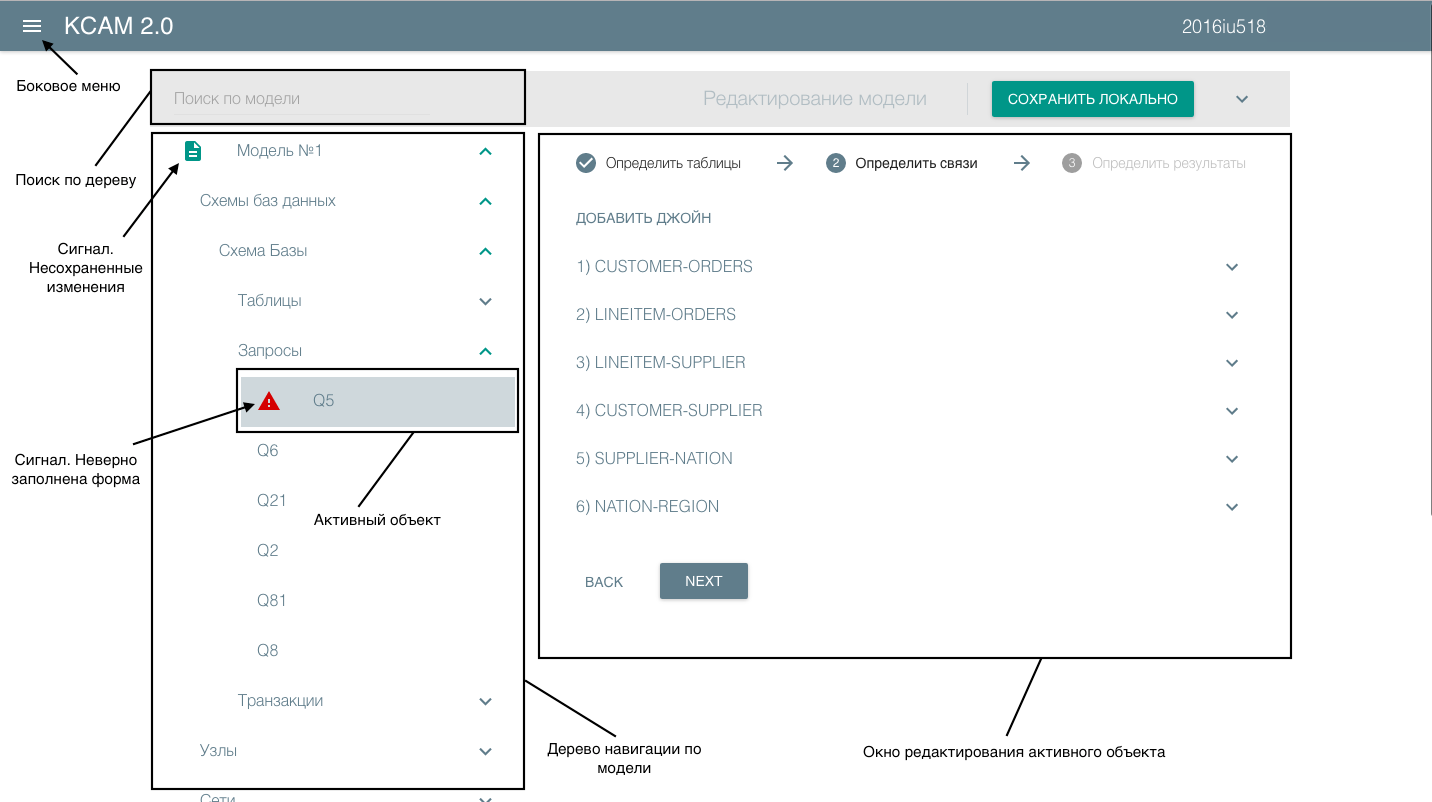 КСАМ 2.0
2016iu518
Боковое меню
Поиск по модели
Редактирование модели
СОХРАНИТЬ ЛОКАЛЬНО
Поиск по дереву
Сигнал.
Несохраненные
изменения
Сигнал. Неверно
заполнена форма
Модель №1
Схемы баз данных
Схема Базы
Таблицы
Запросы
Q5
Q6
Q21
Q2
Q81
Q8
Транзакции
Узлы
Сети
Активный объект
Определить таблицы
2
Определить связи
3
Определить результаты
ДОБАВИТЬ ДЖОЙН
1) CUSTOMER-ORDERS
2) LINEITEM-ORDERS
3) LINEITEM-SUPPLIER
4) CUSTOMER-SUPPLIER
5) SUPPLIER-NATION
6) NATION-REGION
BACK
NEXT
Дерево навигации по
модели
Окно редактирования активного объекта